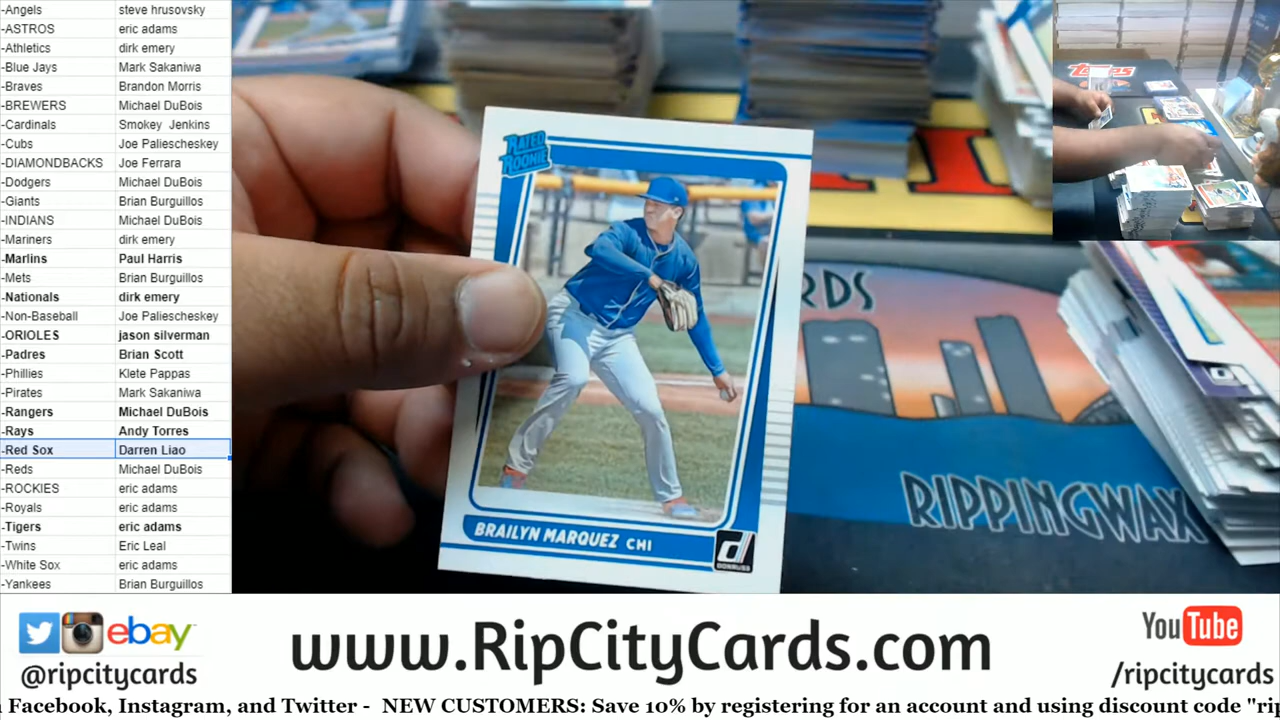 -Angels steve hrusovsky
-ASTROS eric adams
-Athletics dirk emery
-Blue Jays Mark Sakaniwa
-Braves Brandon Morris
-BREWERS Michael DuBois
-Cardinals Smokey Jenkins
-Cubs Joe Paliescheskey
-DIAMONDBACKS Joe Ferrara
-Dodgers Michael DuBois
-Giants Brian Burguillos
-INDIANS Michael DuBois
-Mariners dirk emery
-Marlins Paul Harris
-Mets Brian Burguillos
-Nationals dirk emery
-Non-Baseball Joe Paliescheskey
-ORIOLES jason silverman
-Padres Brian Scott
-Phillies Klete Pappas
-Pirates Mark Sakaniwa
-Rangers Michael DuBois
-Rays Andy Torres
-Red Sox Darren Liao
-Reds Michael DuBois
-ROCKIES eric adams
-Royals eric adams
-Tigers eric adams
-Twins Eric Leal
-White Sox eric adams
-Yankees Brian Burguillos
RATED
ROOKIE
BRAILYN MARQUEZ CHI
d
DONRUSS
RDS
RIPPINGWAX
Topps
ebay
@ripcitycards
www.RipCityCards.com
YouTube
/ripcitycards
Facebook, Instagram, and Twitter - NEW CUSTOMERS: Save 10% by registering for an account and using discount code "rip